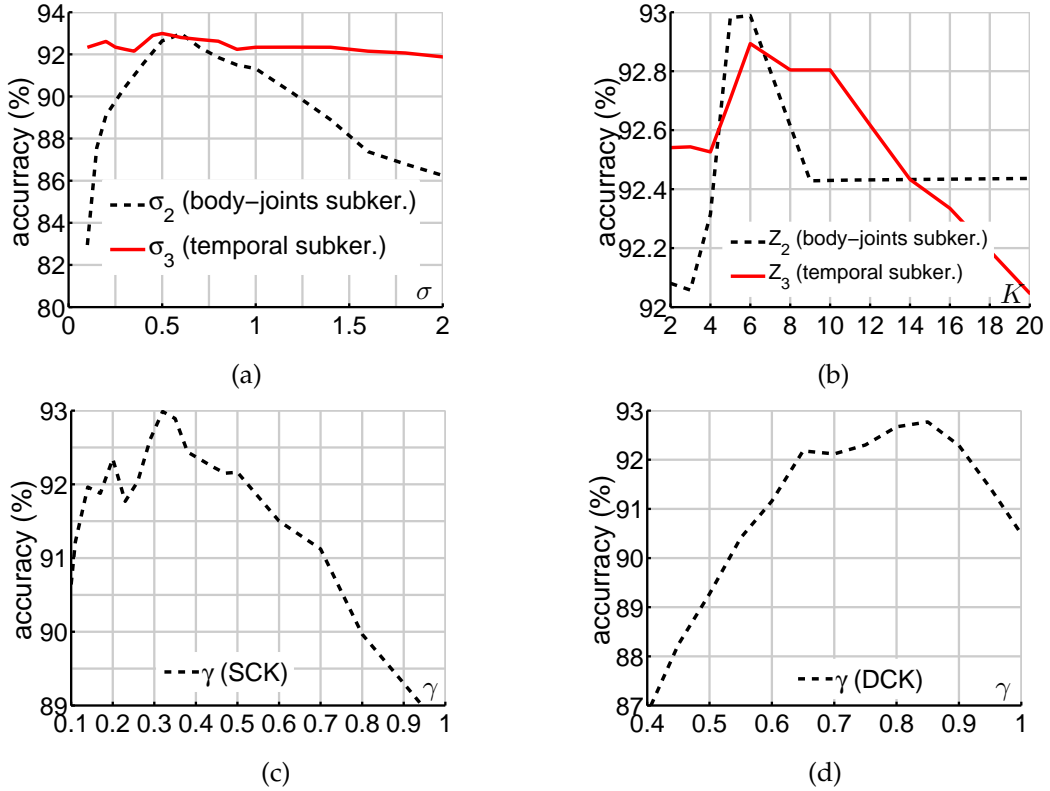 accurracy (%)
94
92
90
88
86
84
82
80
σ2 (body−joints subker.)
σ3 (temporal subker.)
σ
0 0.5 1 1.5 2
(a)
accurracy (%)
93
92.8
92.6
92.4
92.2
92
Z2 (body−joints subker.)
Z3 (temporal subker.)
K
2 4 6 8 10 12 14 16 18 20
(b)
accuracy (%)
93
92
91
90
89
γ (SCK)
γ
0.1 0.2 0.3 0.4 0.5 0.6 0.7 0.8 0.9 1
(c)
accurracy (%)
93
92
91
90
89
88
87
γ (DCK)
γ
0.4 0.5 0.6 0.7 0.8 0.9 1
(d)